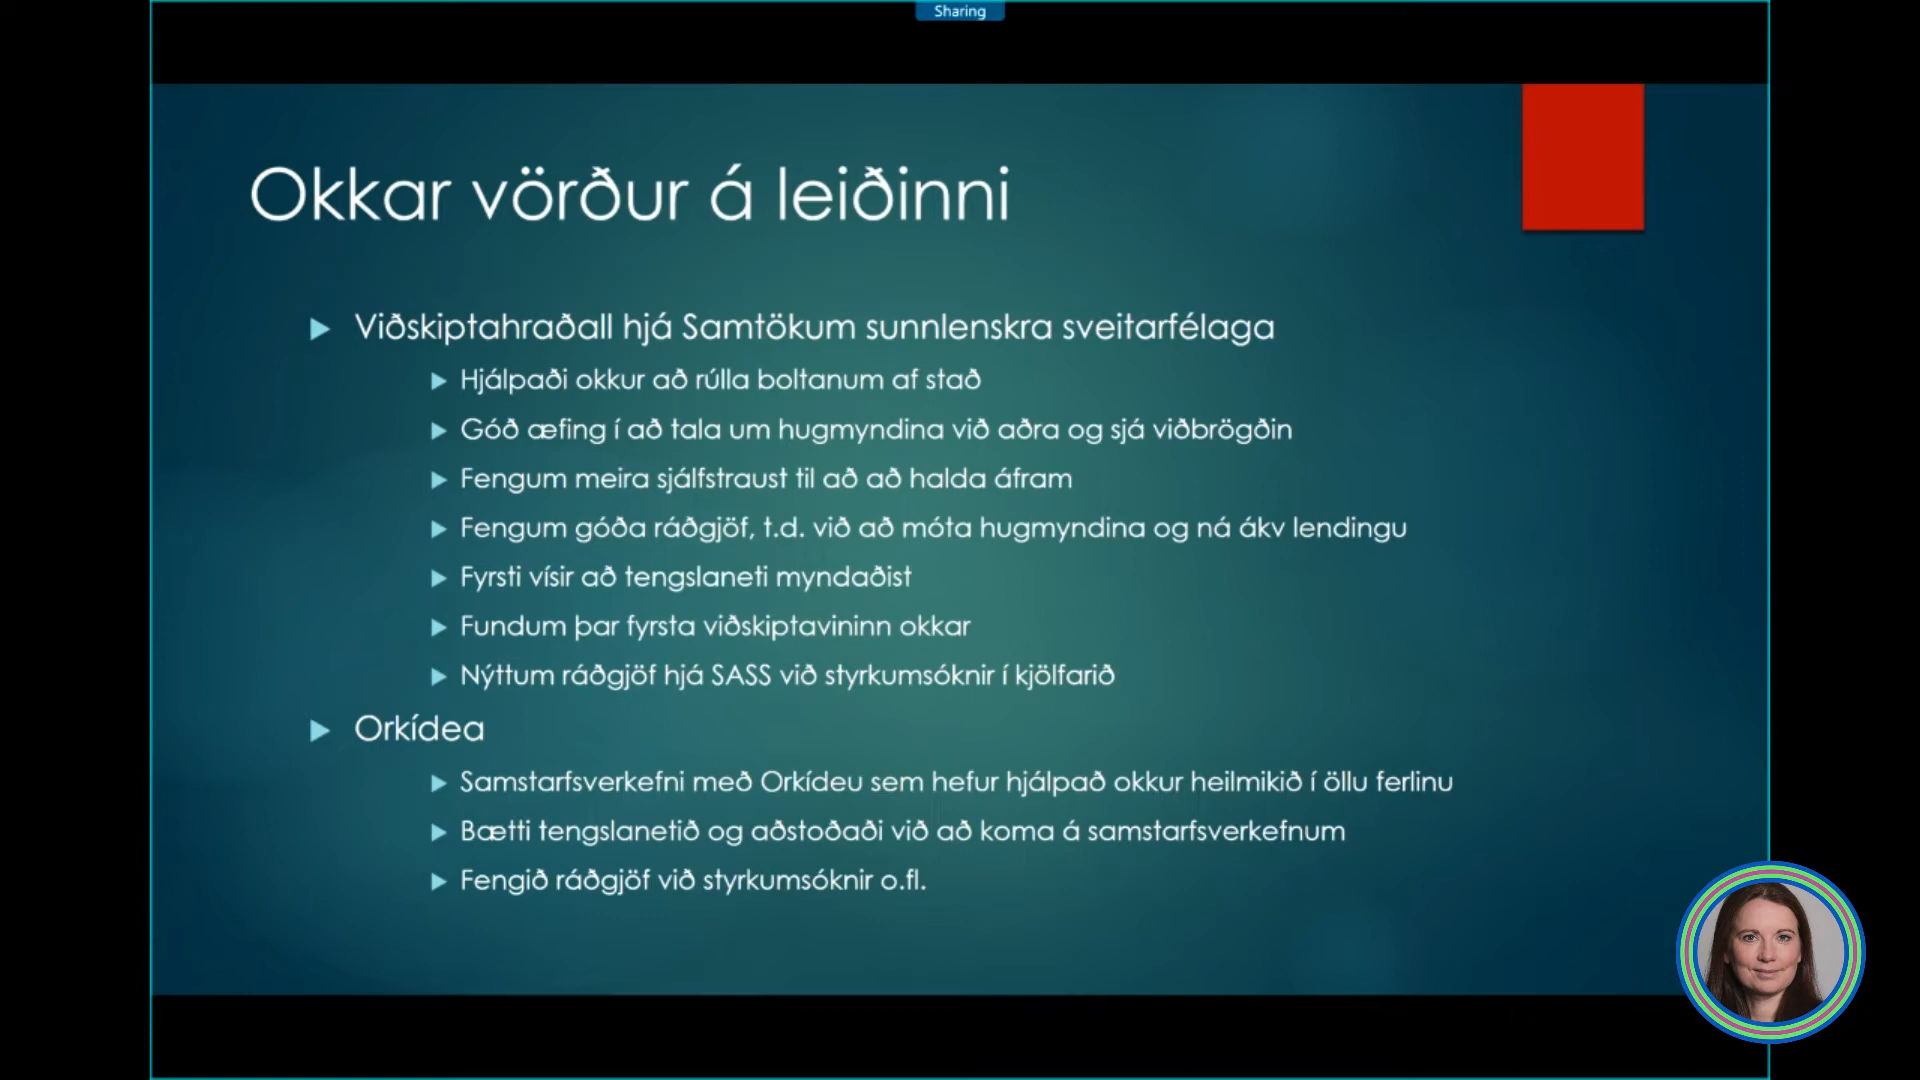 Sharing
Okkar vörður á leiðinni
Viðskiptahraðall hjá Samtökum sunnlenskra sveitarfélaga
Hjálpaði okkur að rúlla boltanum af stað
Góð æfing í að tala um hugmyndina við aðra og sjá viðbrögðin
Fengum meira sjálfstraust til að að halda áfram
Fengum góða ráðgjöf, t.d. við að móta hugmyndina og ná ákv lendingu
Fyrsti vísir að tengslaneti myndaðist
Fundum þar fyrsta viðskiptavininn okkar
Nýttum ráðgjöf hjá SASS við styrkumsóknir í kjölfarið
Orkídea
Samstarfsverkefni með Orkídeu sem hefur hjálpað okkur heilmikið í öllu ferlinu
Bætti tengslanetið og aðstoðaði við að koma á samstarfsverkefnum
Fengið ráðgjöf við styrkumsóknir o.fl.